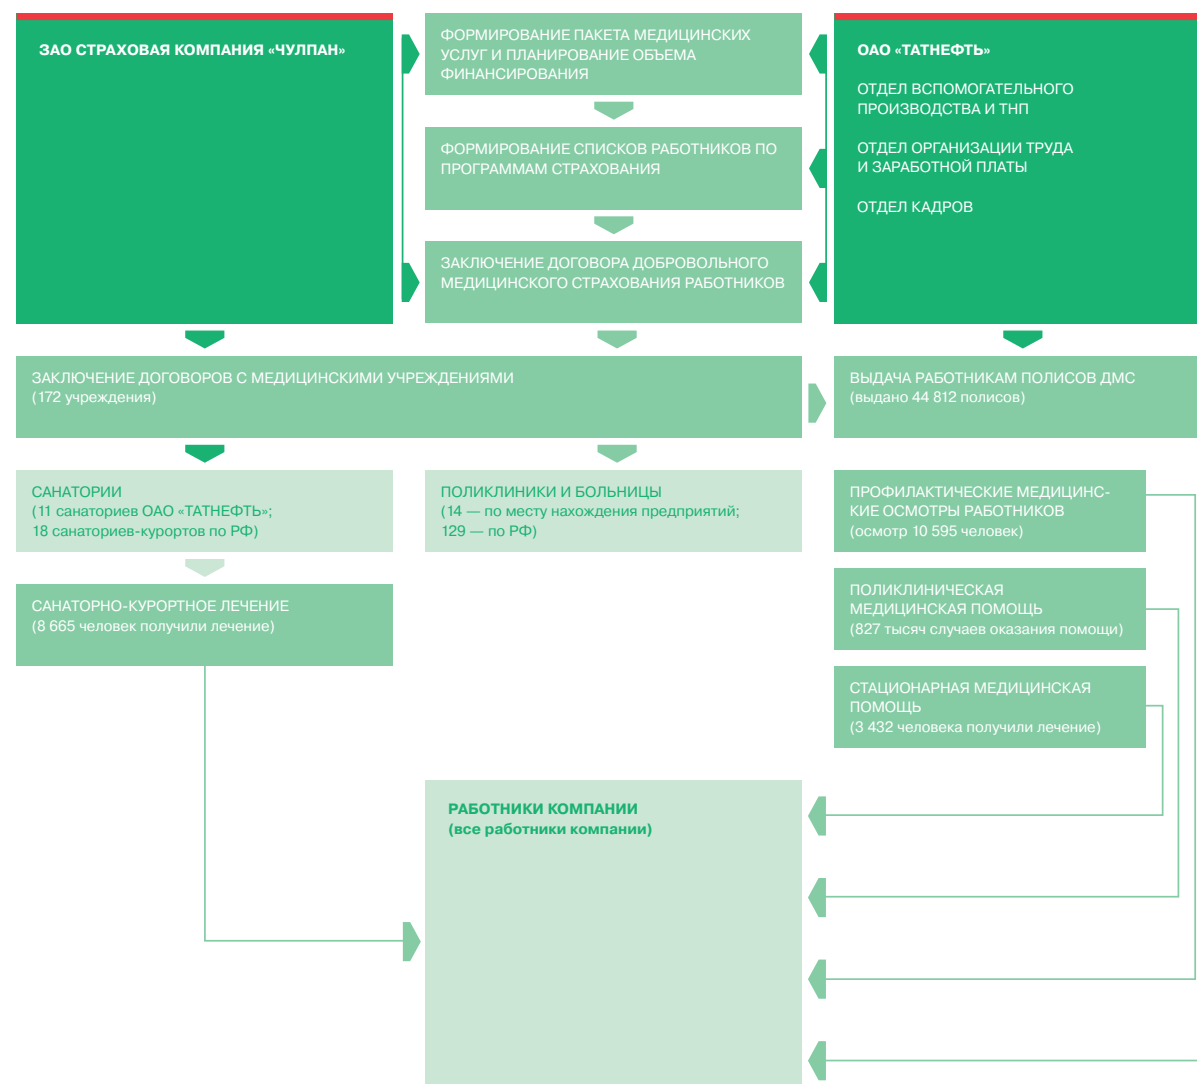 ЗАО СТРАХОВАЯ КОМПАНИЯ «ЧУЛПАН»
ФОРМИРОВАНИЕ ПАКЕТА МЕДИЦИНСКИХ
УСЛУГ И ПЛАНИРОВАНИЕ ОБЪЕМА
ФИНАНСИРОВАНИЯ
ФОРМИРОВАНИЕ СПИСКОВ РАБОТНИКОВ ПО
ПРОГРАММАМ СТРАХОВАНИЯ
ЗАКЛЮЧЕНИЕ ДОГОВОРА ДОБРОВОЛЬНОГО
МЕДИЦИНСКОГО СТРАХОВАНИЯ РАБОТНИКОВ
ОАО «ТАТНЕФТЬ»
ОТДЕЛ ВСПОМОГАТЕЛЬНОГО
ПРОИЗВОДСТВА И ТНП
ОТДЕЛ ОРГАНИЗАЦИИ ТРУДА
И ЗАРАБОТНОЙ ПЛАТЫ
ОТДЕЛ КАДРОВ
ЗАКЛЮЧЕНИЕ ДОГОВОРОВ С МЕДИЦИНСКИМИ УЧРЕЖДЕНИЯМИ
(172 учреждения)
ВЫДАЧА РАБОТНИКАМ ПОЛИСОВ ДМС
(выдано 44 812 полисов)
САНАТОРИИ
(11 санаториев ОАО «ТАТНЕФТЬ»;
18 санаториев-курортов по РФ)
ПОЛИКЛИНИКИ И БОЛЬНИЦЫ
(14 — по месту нахождения предприятий;
129 — по РФ)
ПРОФИЛАКТИЧЕСКИЕ МЕДИЦИНС-
КИЕ ОСМОТРЫ РАБОТНИКОВ
(осмотр 10 595 человек)
САНАТОРНО-КУРОРТНОЕ ЛЕЧЕНИЕ
(8 665 человек получили лечение)
ПОЛИКЛИНИЧЕСКАЯ
МЕДИЦИНСКАЯ ПОМОЩЬ
(827 тысяч случаев оказания помощи)
СТАЦИОНАРНАЯ МЕДИЦИНСКАЯ
ПОМОЩЬ
(3 432 человека получили лечение)
РАБОТНИКИ КОМПАНИИ
(все работники компании)